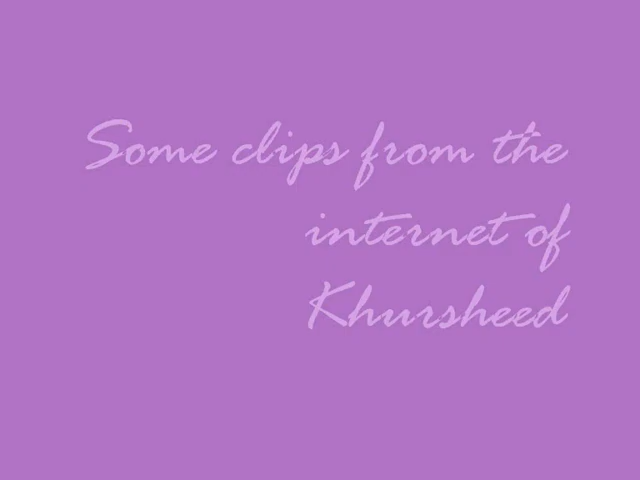 Some clips from the
internet of
Khursheed